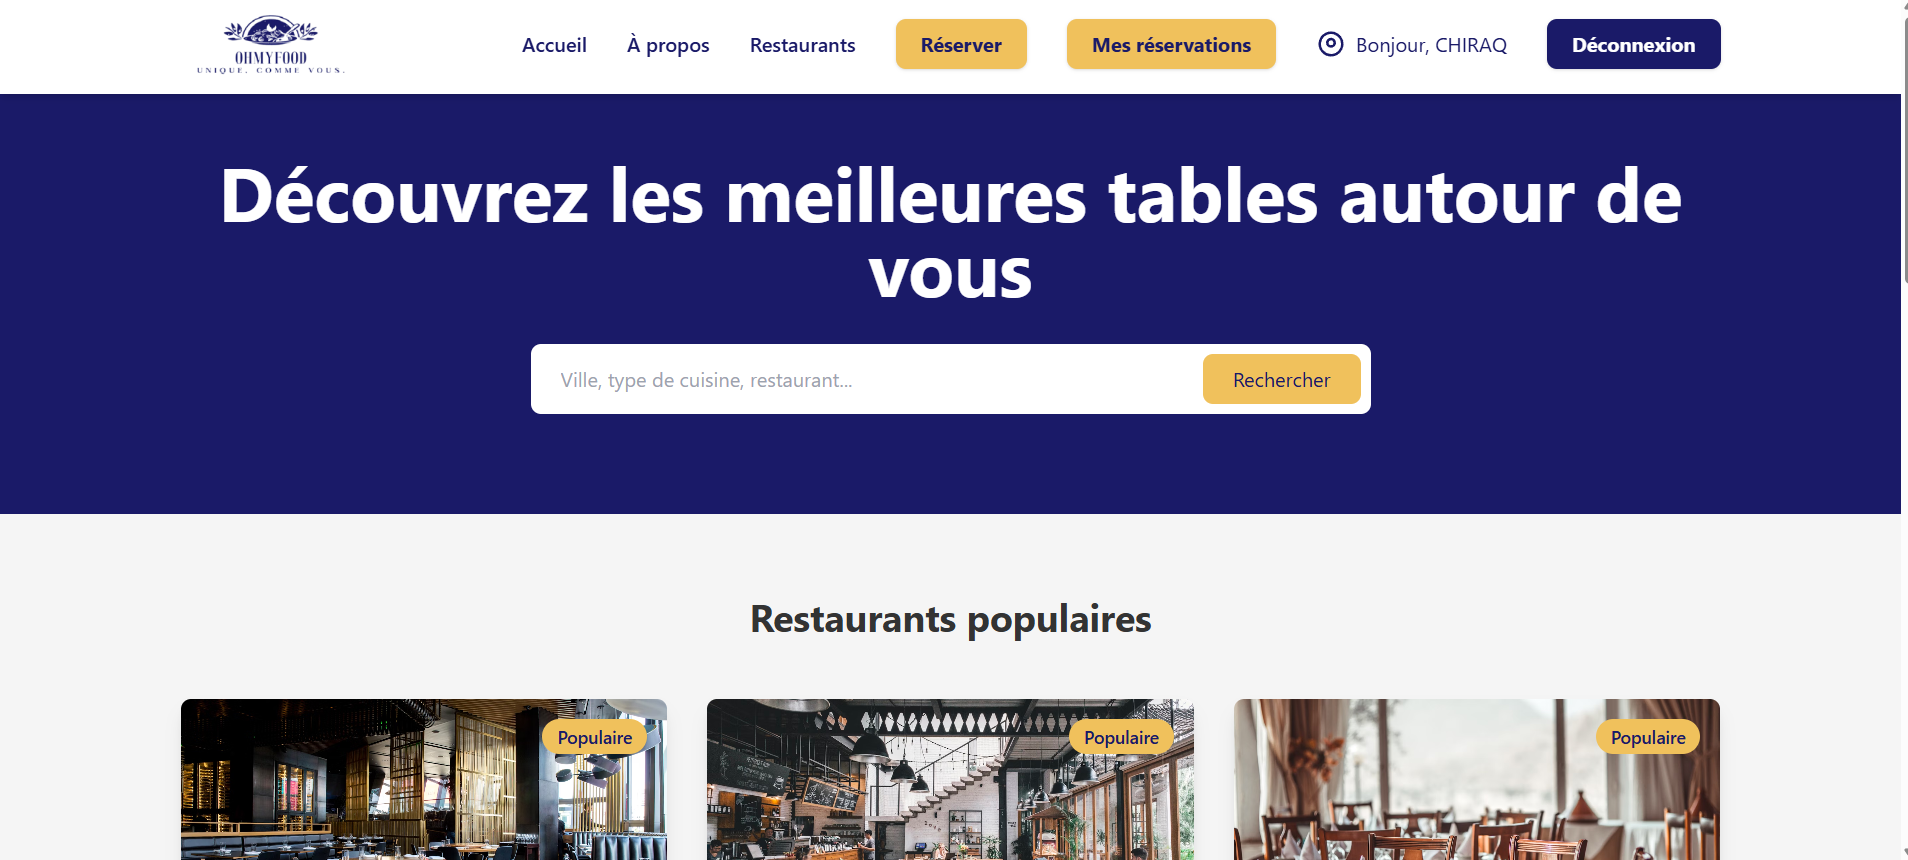 OHMYFOOD
UNIQUE. COMME VOUS.
Accueil
À propos
Restaurants
Réserver
Mes réservations
Bonjour, CHIRAQ
Déconnexion
Découvrez les meilleures tables autour de
vous
Ville, type de cuisine, restaurant...
Rechercher
Restaurants populaires
Populaire
Populaire
Populaire